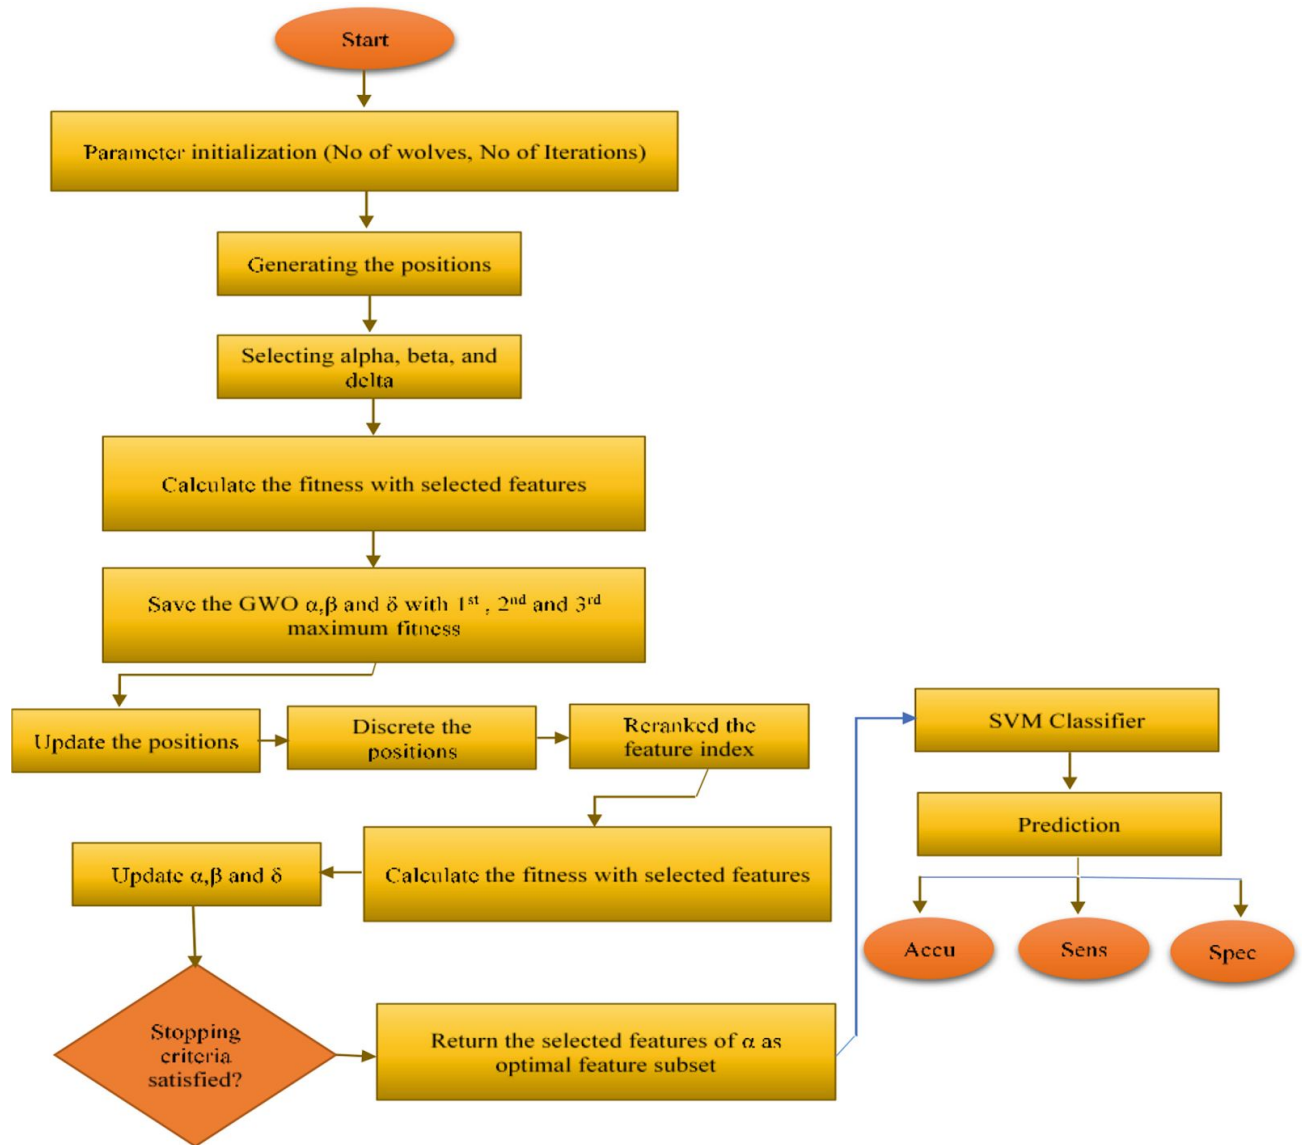 Start
Parameter initialization (No of wolves, No of Iterations)
Generating the positions
Selecting alpha, beta, and
delta
Calculate the fitness with selected features
Save the GWO α,β and δ with 1st , 2nd and 3rd
maximum fitness
Update the positions
Discrete the
positions
Reranked the
feature index
Calculate the fitness with selected features
Update α,β and δ
Stopping
criteria
satisfied?
Return the selected features of α as
optimal feature subset
SVM Classifier
Prediction
Accu
Sens
Spec